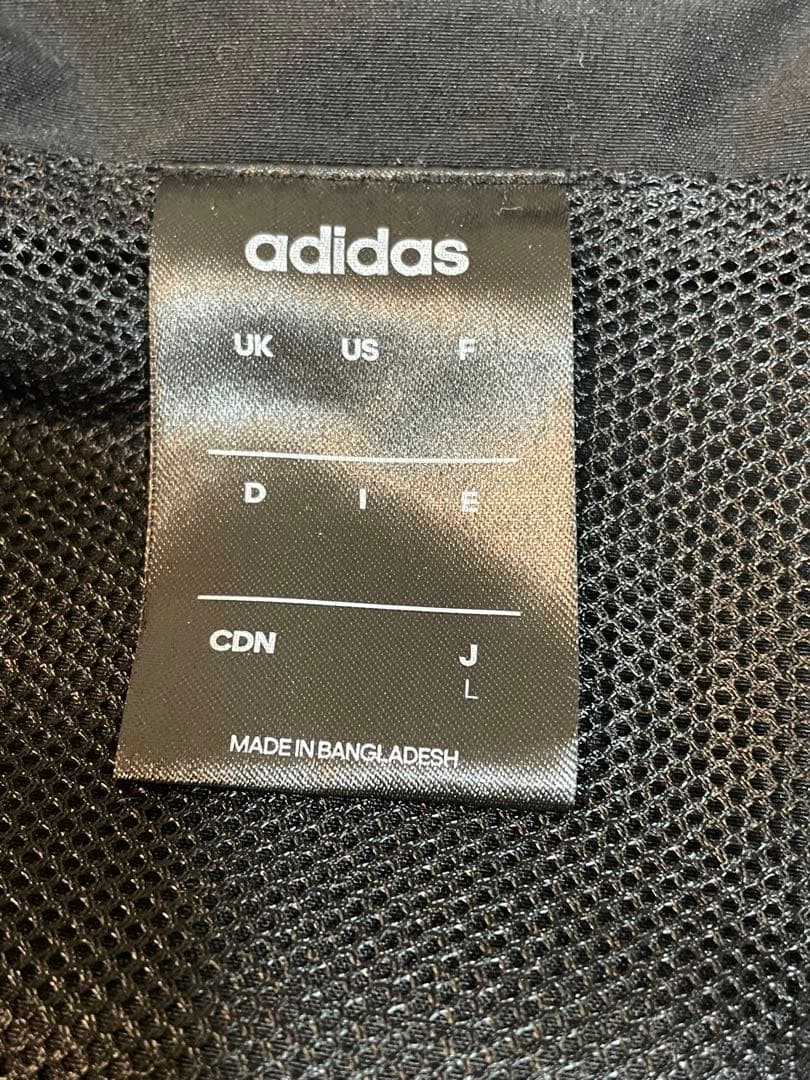 adidas
UK US F
D I E
CDN J
L
MADE IN BANGLADESH